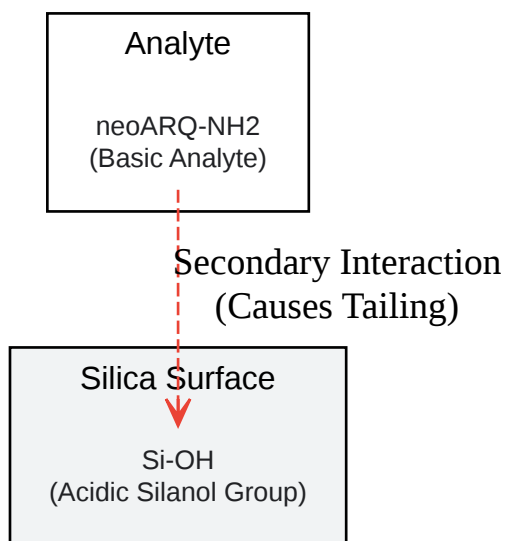 Analyte
neoARQ-NH2
(Basic Analyte)
Secondary Interaction
(Causes Tailing)
Silica Surface
Si-OH
(Acidic Silanol Group)